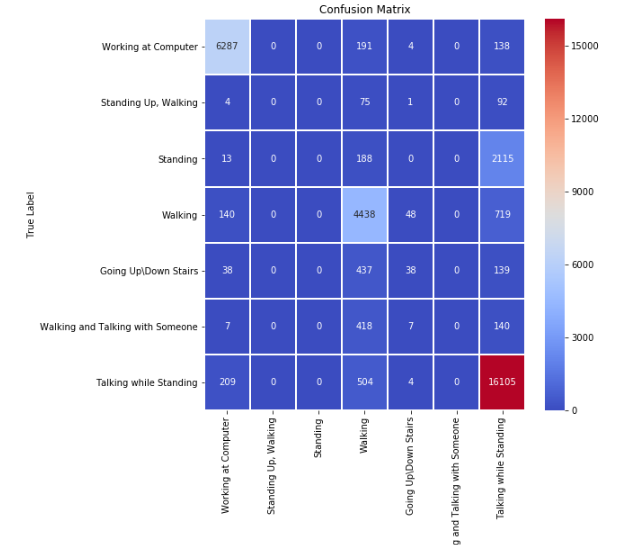 Confusion Matrix
Working at Computer 6287 0 0 191 4 0 138
Standing Up, Walking 4 0 0 75 1 0 92
Standing 13 0 0 188 0 0 2115
Walking 140 0 0 4438 48 0 719
Going Up\Down Stairs 38 0 0 437 38 0 139
Walking and Talking with Someone 7 0 0 418 7 0 140
Talking while Standing 209 0 0 504 4 0 16105
True Label
15000
12000
9000
6000
3000
0
Working at Computer
Standing Up, Walking
Standing
Walking
Going Up\Down Stairs
g and Talking with Someone
Talking while Standing